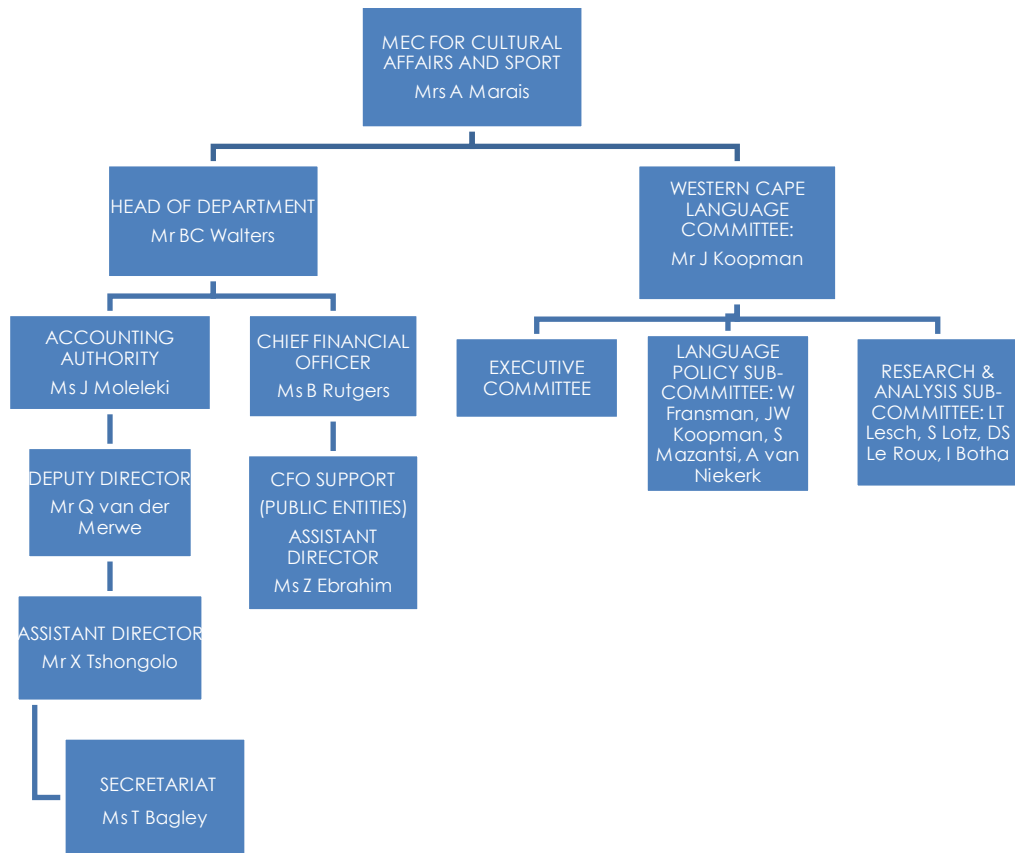 MEC FOR CULTURAL
AFFAIRS AND SPORT
Mrs A Marais
HEAD OF DEPARTMENT
Mr BC Walters
WESTERN CAPE
LANGUAGE
COMMITTEE:
Mr J Koopman
ACCOUNTING
AUTHORITY
Ms J Moleleki
CHIEF FINANCIAL
OFFICER
Ms B Rutgers
EXECUTIVE
COMMITTEE
LANGUAGE
POLICY SUB-
COMMITTEE: W
Fransman, JW
Koopman, S
Mazantsi, A van
Niekerk
RESEARCH &
ANALYSIS SUB-
COMMITTEE: LT
Lesch, S Lotz, DS
Le Roux, I Botha
DEPUTY DIRECTOR
Mr Q van der
Merwe
CFO SUPPORT
(PUBLIC ENTITIES)
ASSISTANT
DIRECTOR
Ms Z Ebrahim
ASSISTANT DIRECTOR
Mr X Tshongolo
SECRETARIAT
Ms T Bagley